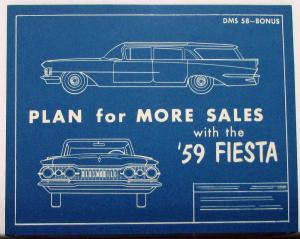 DMS 58-BONUS
PLAN for MORE SALES
with the
'59 FIESTA